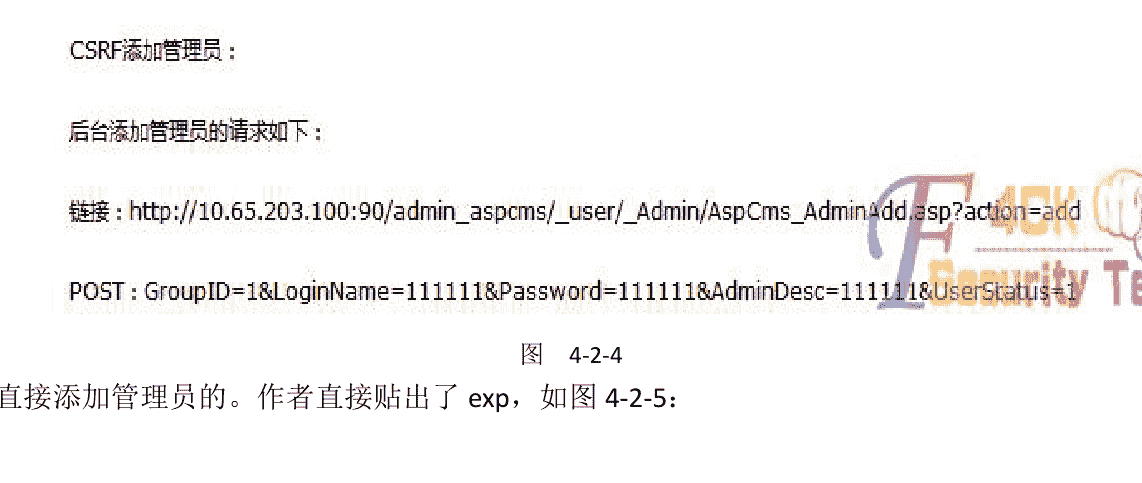 CSRF添加管理员：
后台添加管理员的请求如下：
链接：http://10.65.203.100:90/admin_aspcms/_user/_Admin/AspCms_AdminAdd.asp?action=add
POST：GroupID=1&LoginName=111111&Password=111111&AdminDesc=111111&UserStatus=1
F 4OK
Security Te
图 4-2-4
直接添加管理员的。作者直接贴出了 exp，如图 4-2-5：